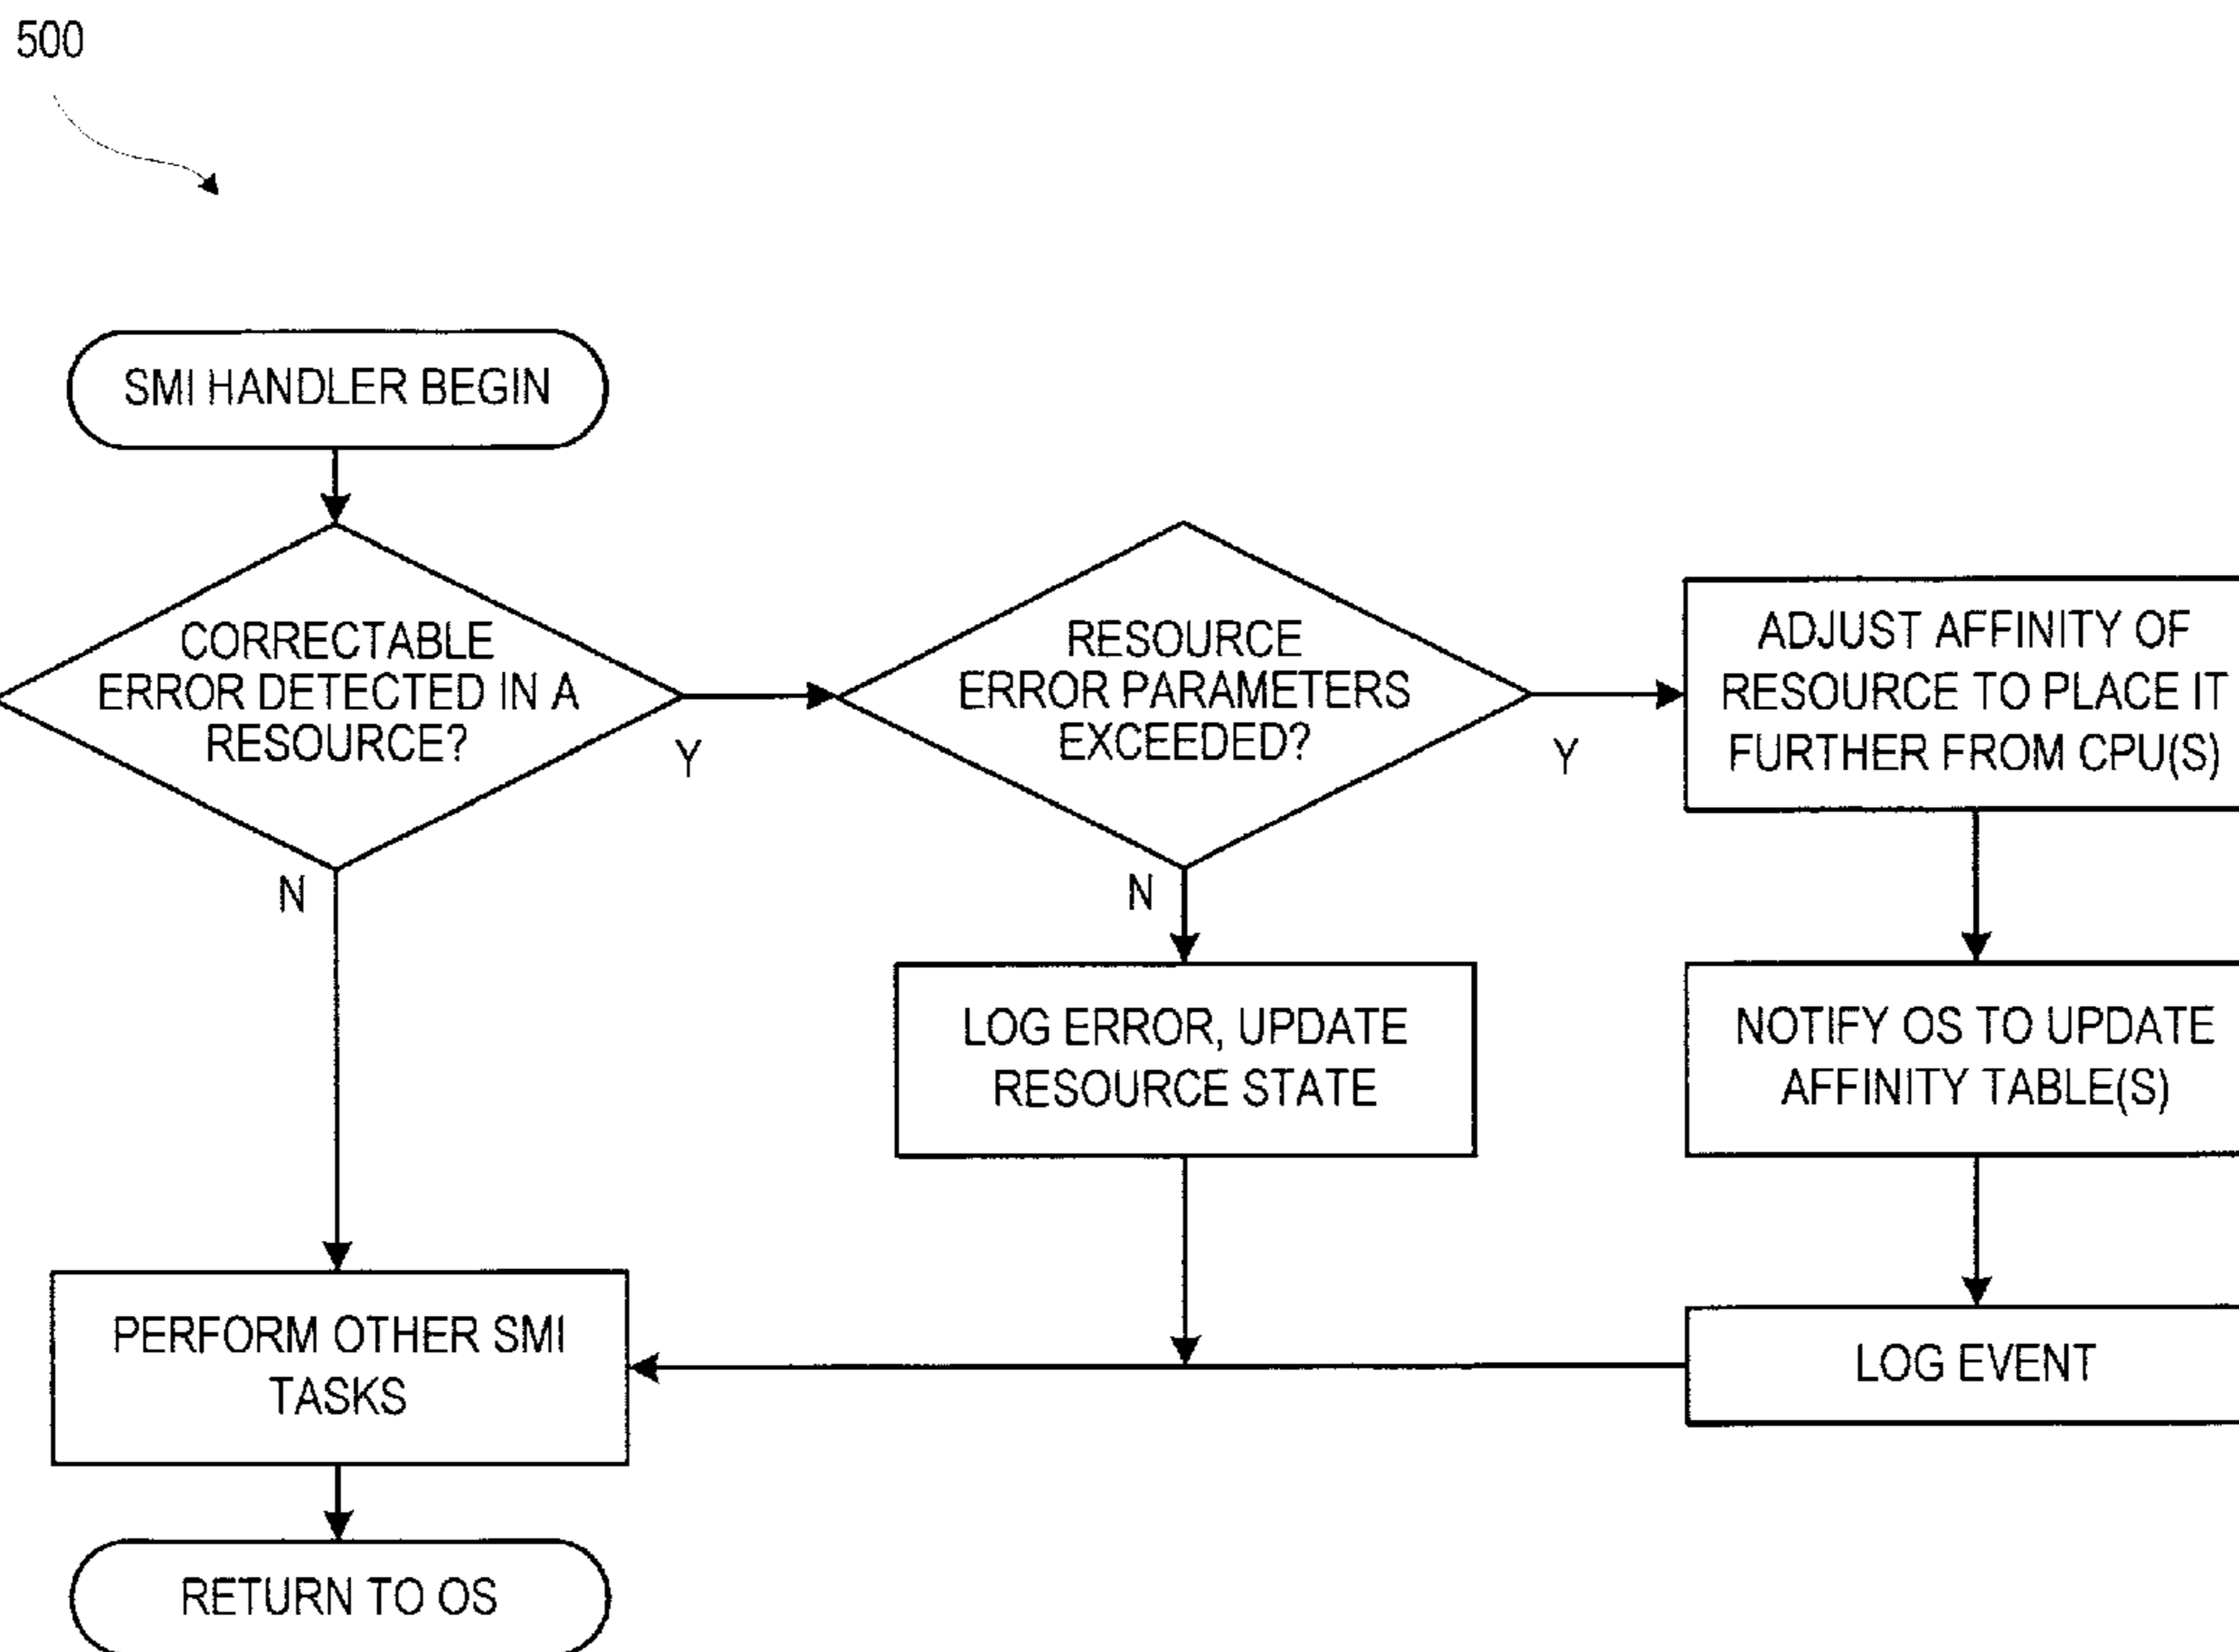 500
SMI HANDLER BEGIN
CORRECTABLE
ERROR DETECTED IN A
RESOURCE?
Y
N
RESOURCE
ERROR PARAMETERS
EXCEEDED?
Y
N
ADJUST AFFINITY OF
RESOURCE TO PLACE IT
FURTHER FROM CPU(S)
LOG ERROR, UPDATE
RESOURCE STATE
NOTIFY OS TO UPDATE
AFFINITY TABLE(S)
PERFORM OTHER SMI
TASKS
LOG EVENT
RETURN TO OS